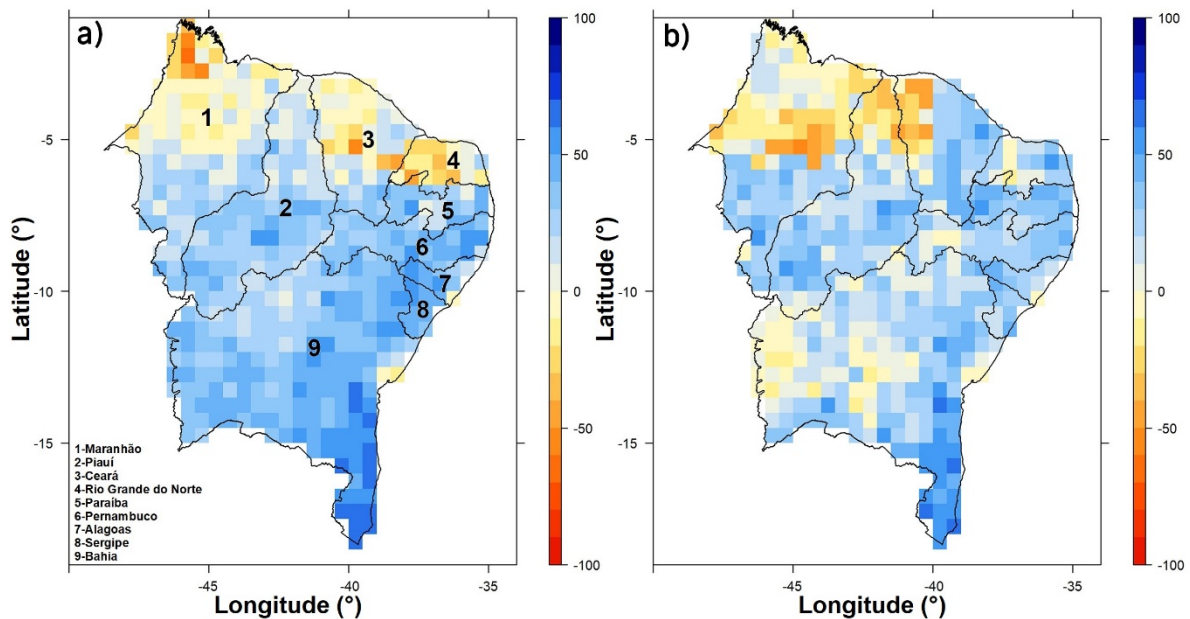 a)
b)
100
50
0
-50
-100
100
50
0
-50
-100
-5
-10
-15
-5
-10
-15
Latitude (°)
Latitude (°)
1
2
3
4
5
6
7
8
9
1-Maranhão
2-Piauí
3-Ceará
4-Rio Grande do Norte
5-Paraíba
6-Pernambuco
7-Alagoas
8-Sergipe
9-Bahia
-45
-40
-35
-45
-40
-35
Longitude (°)
Longitude (°)